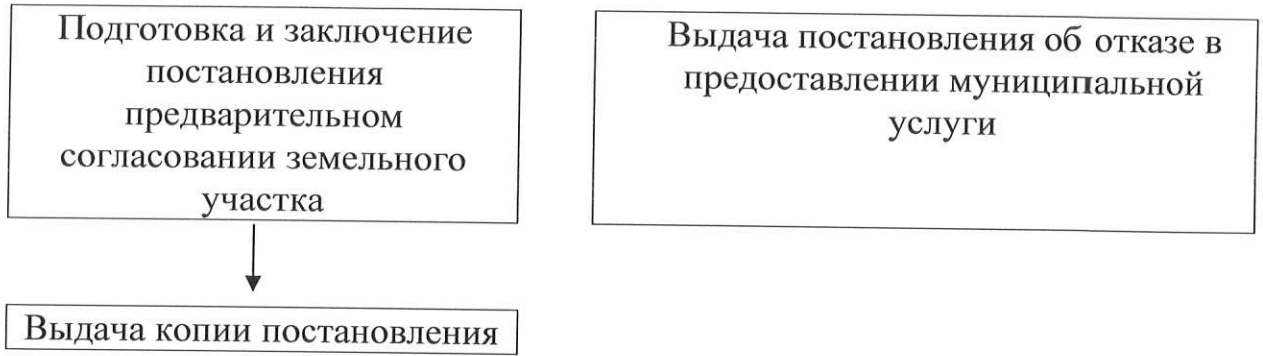 Подготовка и заключение
постановления
предварительном
согласовании земельного
участка
Выдача постановления об отказе в
предоставлении муниципальной
услуги
Выдача копии постановления